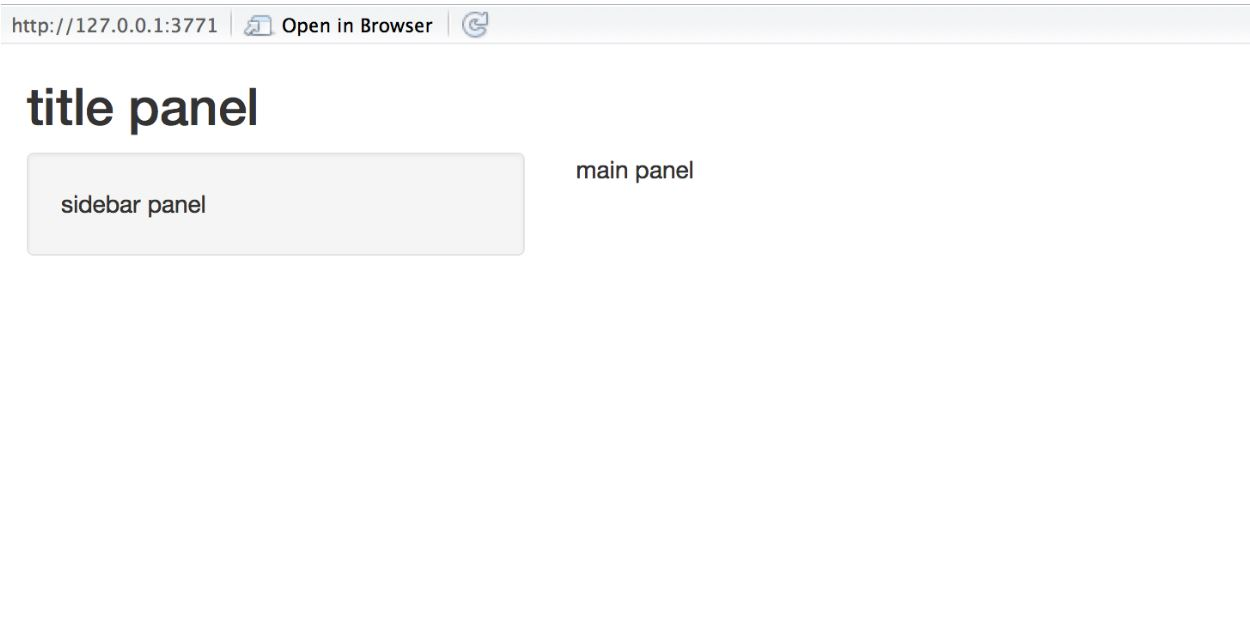 http://127.0.0.1:3771 Open in Browser
title panel
sidebar panel
main panel